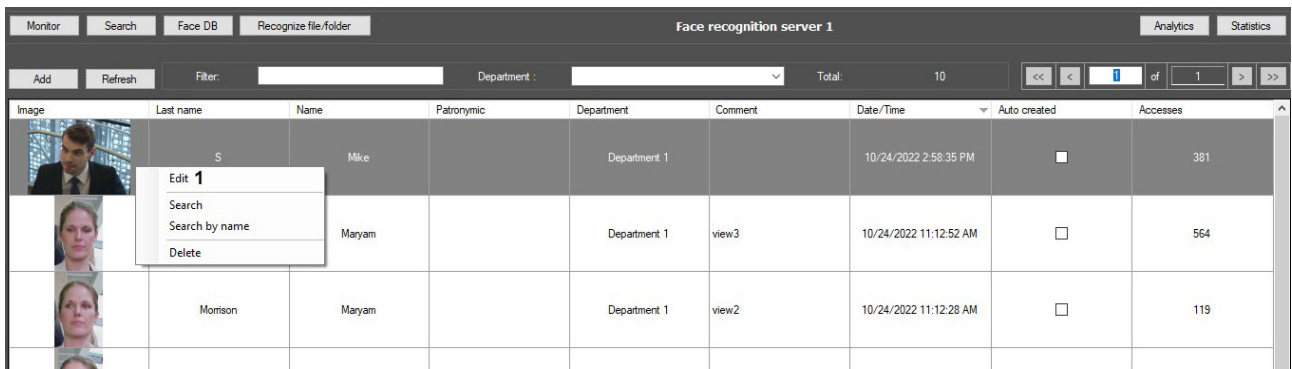 Monitor Search Face DB Recognize file/folder Face recognition server 1 Analytics Statistics
Add Refresh Filter: Department : Total: 10 << < 1 of 1 > >>
Image Last name Name Patronymic Department Comment Date/Time Auto created Accesses
S Mike Department 1 10/24/2022 2:58:35 PM 381
Edit 1
Search
Search by name
Maryam Department 1 view3 10/24/2022 11:12:52 AM 564
Delete
Morrison Maryam Department 1 view2 10/24/2022 11:12:28 AM 119